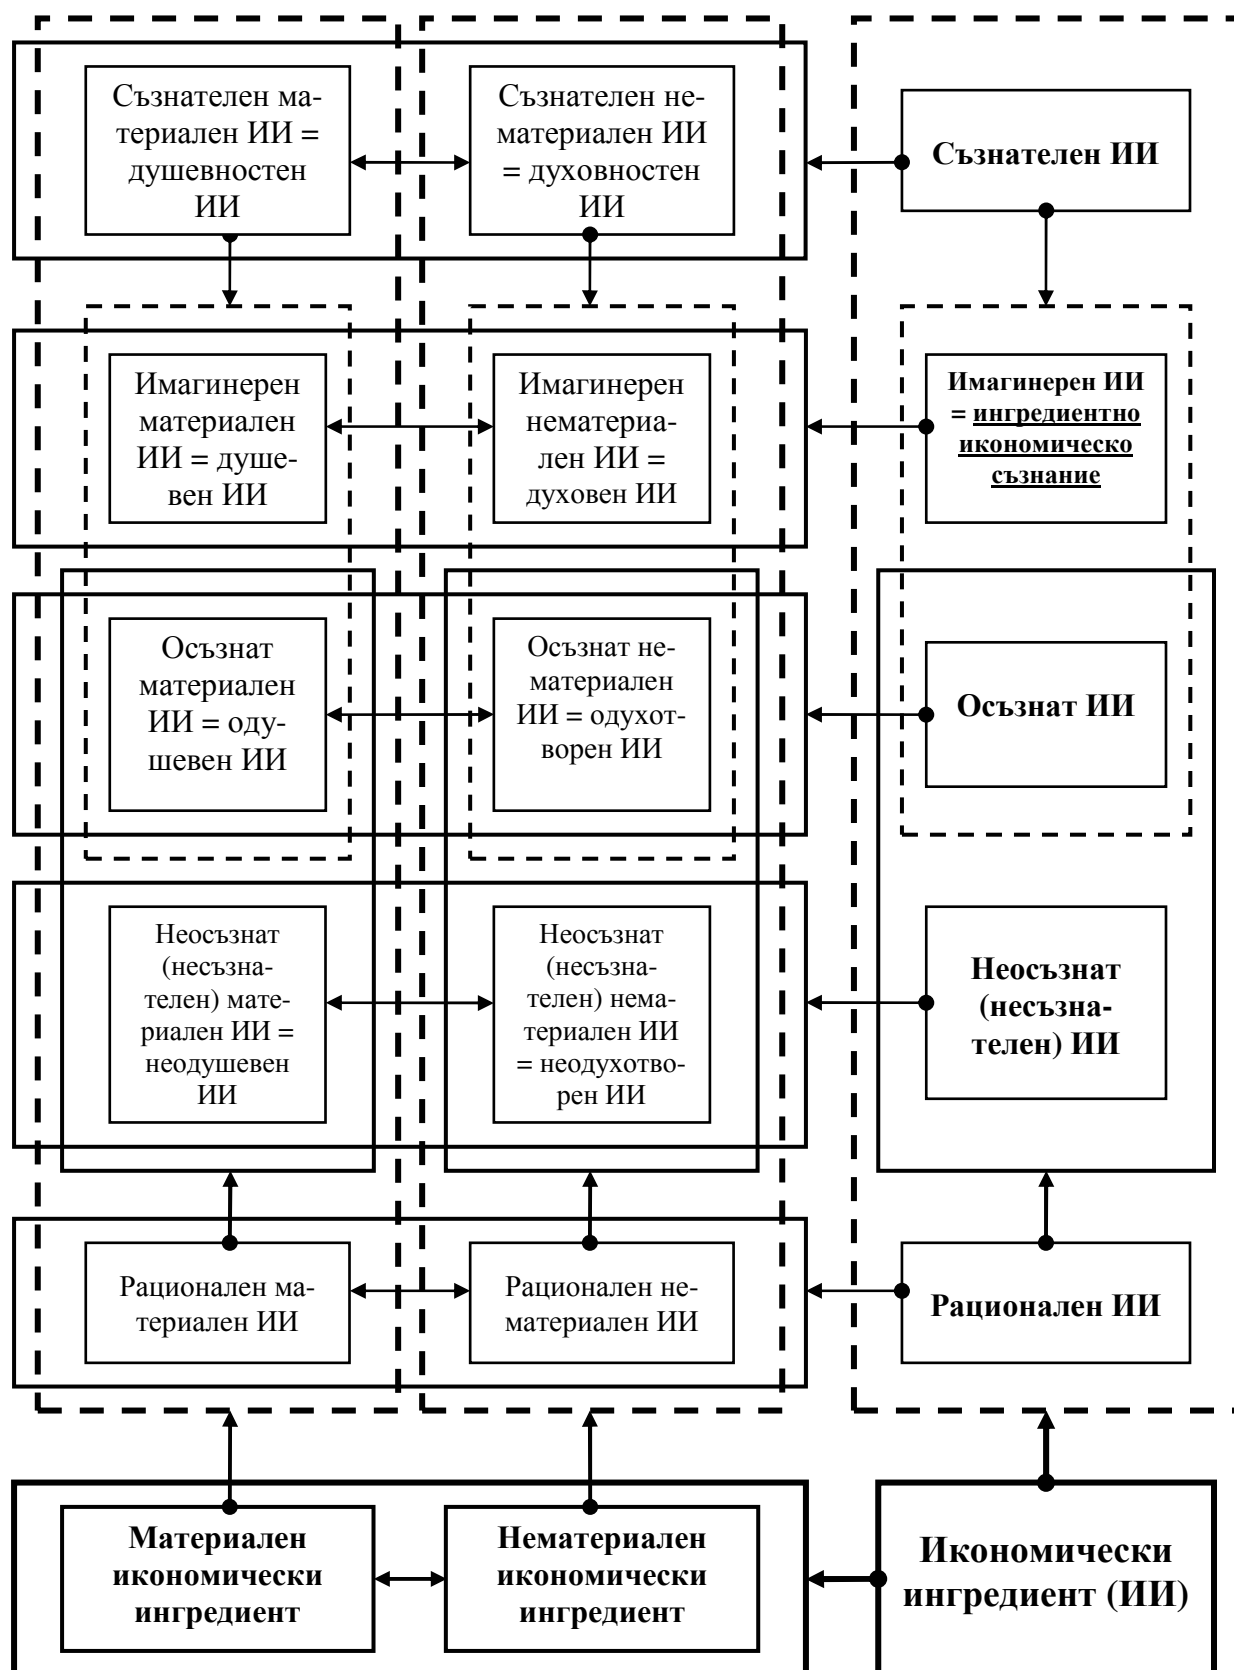 Съзнателен ма-
териален ИИ =
душевностен
ИИ
Съзнателен не-
материален ИИ
= духовностен
ИИ
Съзнателен ИИ
Имагинерен
материален
ИИ = душе-
вен ИИ
Имагинерен
нематериа-
лен ИИ =
духовен ИИ
Имагинерен ИИ
= ингредиентно
икономическо
съзнание
Осъзнат
материален
ИИ = оду-
шевен ИИ
Осъзнат не-
материален
ИИ = одухот-
ворен ИИ
Осъзнат ИИ
Неосъзнат
(несъзна-
телен) мате-
риален ИИ =
неодушевен
ИИ
Неосъзнат
(несъзна-
телен) нема-
териален ИИ
= неодухотво-
рен ИИ
Неосъзнат
(несъзна-
телен) ИИ
Рационален ма-
териален ИИ
Рационален не-
материален ИИ
Рационален ИИ
Материален
икономически
ингредиент
Нематериален
икономически
ингредиент
Икономически
ингредиент (ИИ)